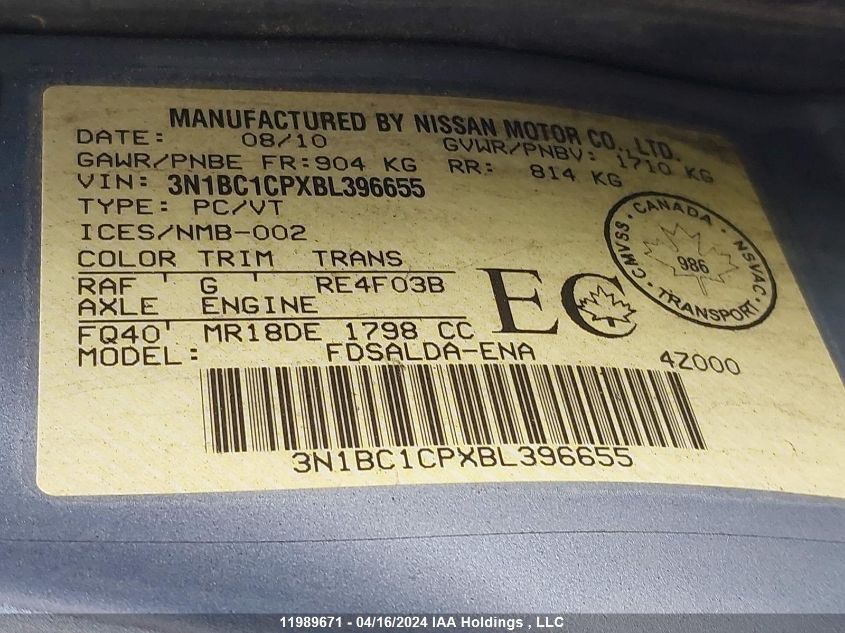 MANUFACTURED BY NISSAN MOTOR CO., LTD.
DATE: 08/10 GVWR/PNBV: 1710 KG
GAWR/PNBE FR:904 KG RR: 814 KG
VIN: 3N1BC1CPXBL396655
TYPE: PC/VT
ICES/NMB-002
COLOR TRIM TRANS
RAF ' G RE4F03B
AXLE ENGINE
FQ40' MR18DE 1798 CC
MODEL: FDSALDA-ENA 4Z000
EC
CANADA
CMVSS · NSVAC
986
TRANSPORT
3N1BC1CPXBL396655
11989671 - 04/16/2024 IAA Holdings , LLC